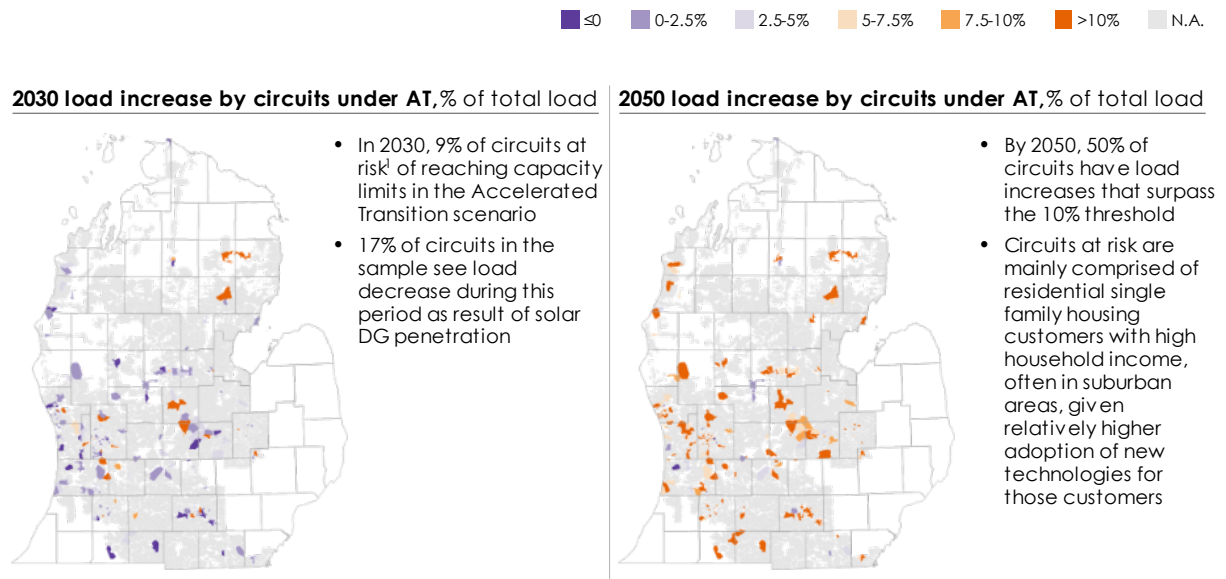 ≤0 0-2.5% 2.5-5% 5-7.5% 7.5-10% >10% N.A.
2030 load increase by circuits under AT, % of total load
• In 2030, 9% of circuits at
risk¹ of reaching capacity
limits in the Accelerated
Transition scenario
• 17% of circuits in the
sample see load
decrease during this
period as result of solar
DG penetration
2050 load increase by circuits under AT, % of total load
• By 2050, 50% of
circuits have load
increases that surpass
the 10% threshold
• Circuits at risk are
mainly comprised of
residential single
family housing
customers with high
household income,
often in suburban
areas, given
relatively higher
adoption of new
technologies for
those customers